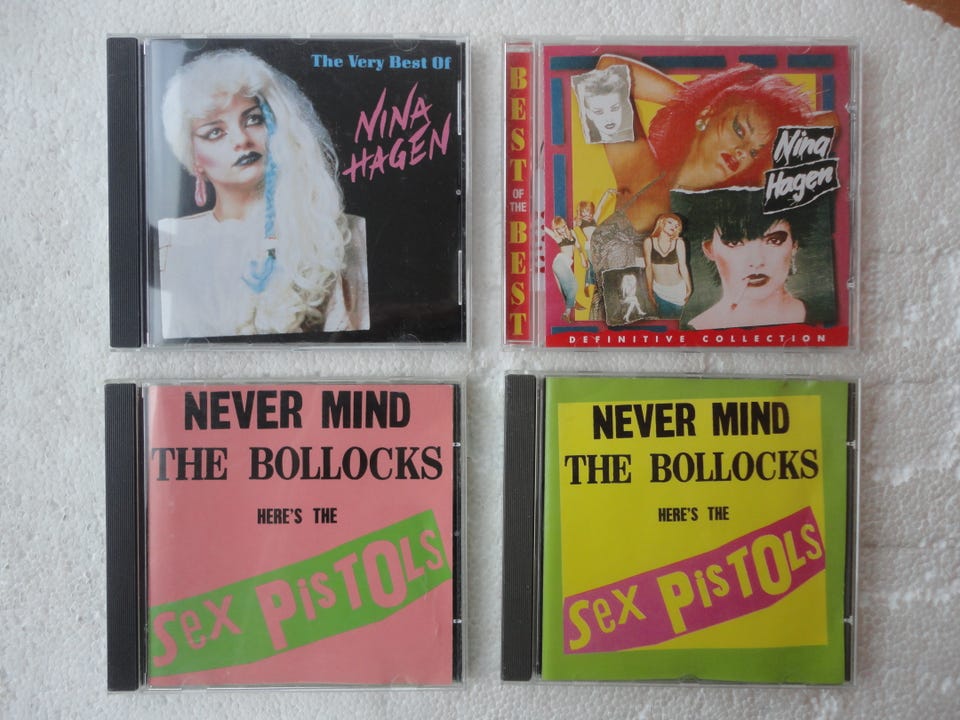 The Very Best Of
NINA
HAGEN
BEST OF THE BEST
Nina
Hagen
DEFINITIVE COLLECTION
NEVER MIND
THE BOLLOCKS
HERE'S THE
Sex PisTOLs
NEVER MIND
THE BOLLOCKS
HERE'S THE
Sex PisTOLs